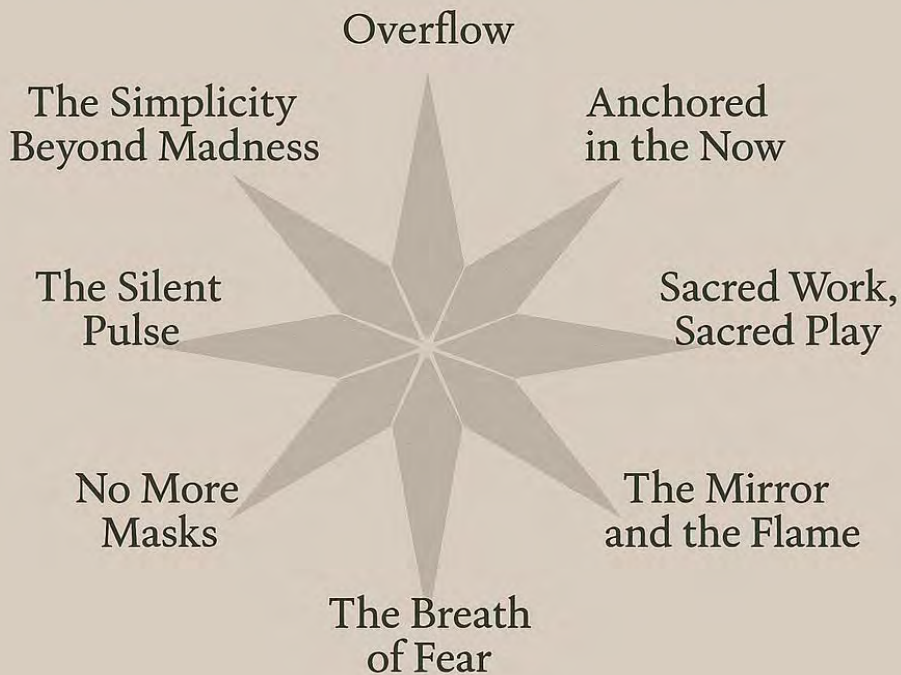 Overflow
The Simplicity
Beyond Madness
Anchored
in the Now
The Silent
Pulse
Sacred Work,
Sacred Play
No More
Masks
The Mirror
and the Flame
The Breath
of Fear